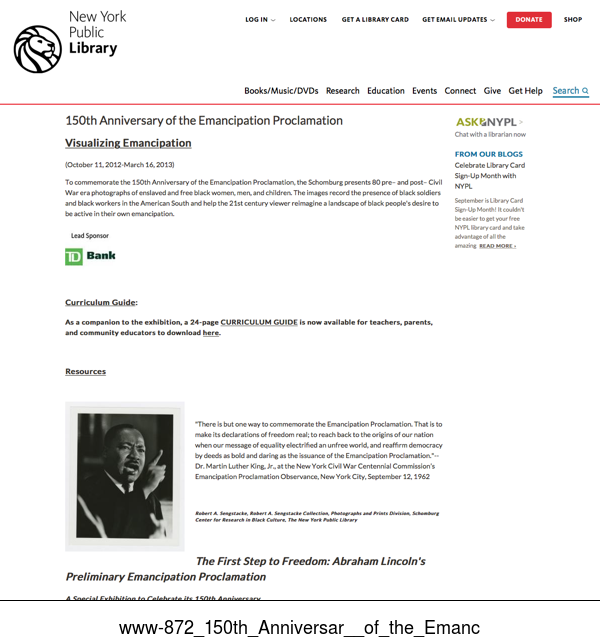 New York
Public
Library
LOG IN
LOCATIONS
GET A LIBRARY CARD
GET EMAIL UPDATES
DONATE
SHOP
Books/Music/DVDs Research Education Events Connect Give Get Help Search
150th Anniversary of the Emancipation Proclamation
Visualizing Emancipation
(October 11, 2012-March 16, 2013)
To commemorate the 150th Anniversary of the Emancipation Proclamation, the Schomburg presents 80 pre– and post– Civil
War era photographs of enslaved and free black women, men, and children. The images record the presence of black soldiers
and black workers in the American South and help the 21st century viewer reimagine a landscape of black people's desire to
be active in their own emancipation.
Lead Sponsor
TD Bank
Curriculum Guide:
As a companion to the exhibition, a 24-page CURRICULUM GUIDE is now available for teachers, parents,
and community educators to download here.
Resources
"There is but one way to commemorate the Emancipation Proclamation. That is to
make its declarations of freedom real; to reach back to the origins of our nation
when our message of equality electrified an unfree world, and reaffirm democracy
by deeds as bold and daring as the issuance of the Emancipation Proclamation."--
Dr. Martin Luther King, Jr., at the New York Civil War Centennial Commission's
Emancipation Proclamation Observance, New York City, September 12, 1962
Robert A. Sengstacke, Robert A. Sengstacke Collection, Photographs and Prints Division, Schomburg
Center for Research in Black Culture, The New York Public Library
The First Step to Freedom: Abraham Lincoln's
Preliminary Emancipation Proclamation
A Special Exhibition to Celebrate its 150th Anniversary
ASK NYPL >
Chat with a librarian now
FROM OUR BLOGS
Celebrate Library Card
Sign-Up Month with
NYPL
September is Library Card
Sign-Up Month! It couldn't
be easier to get your free
NYPL library card and take
advantage of all the
amazing READ MORE ›
www-872_150th_Anniversar__of_the_Emanc